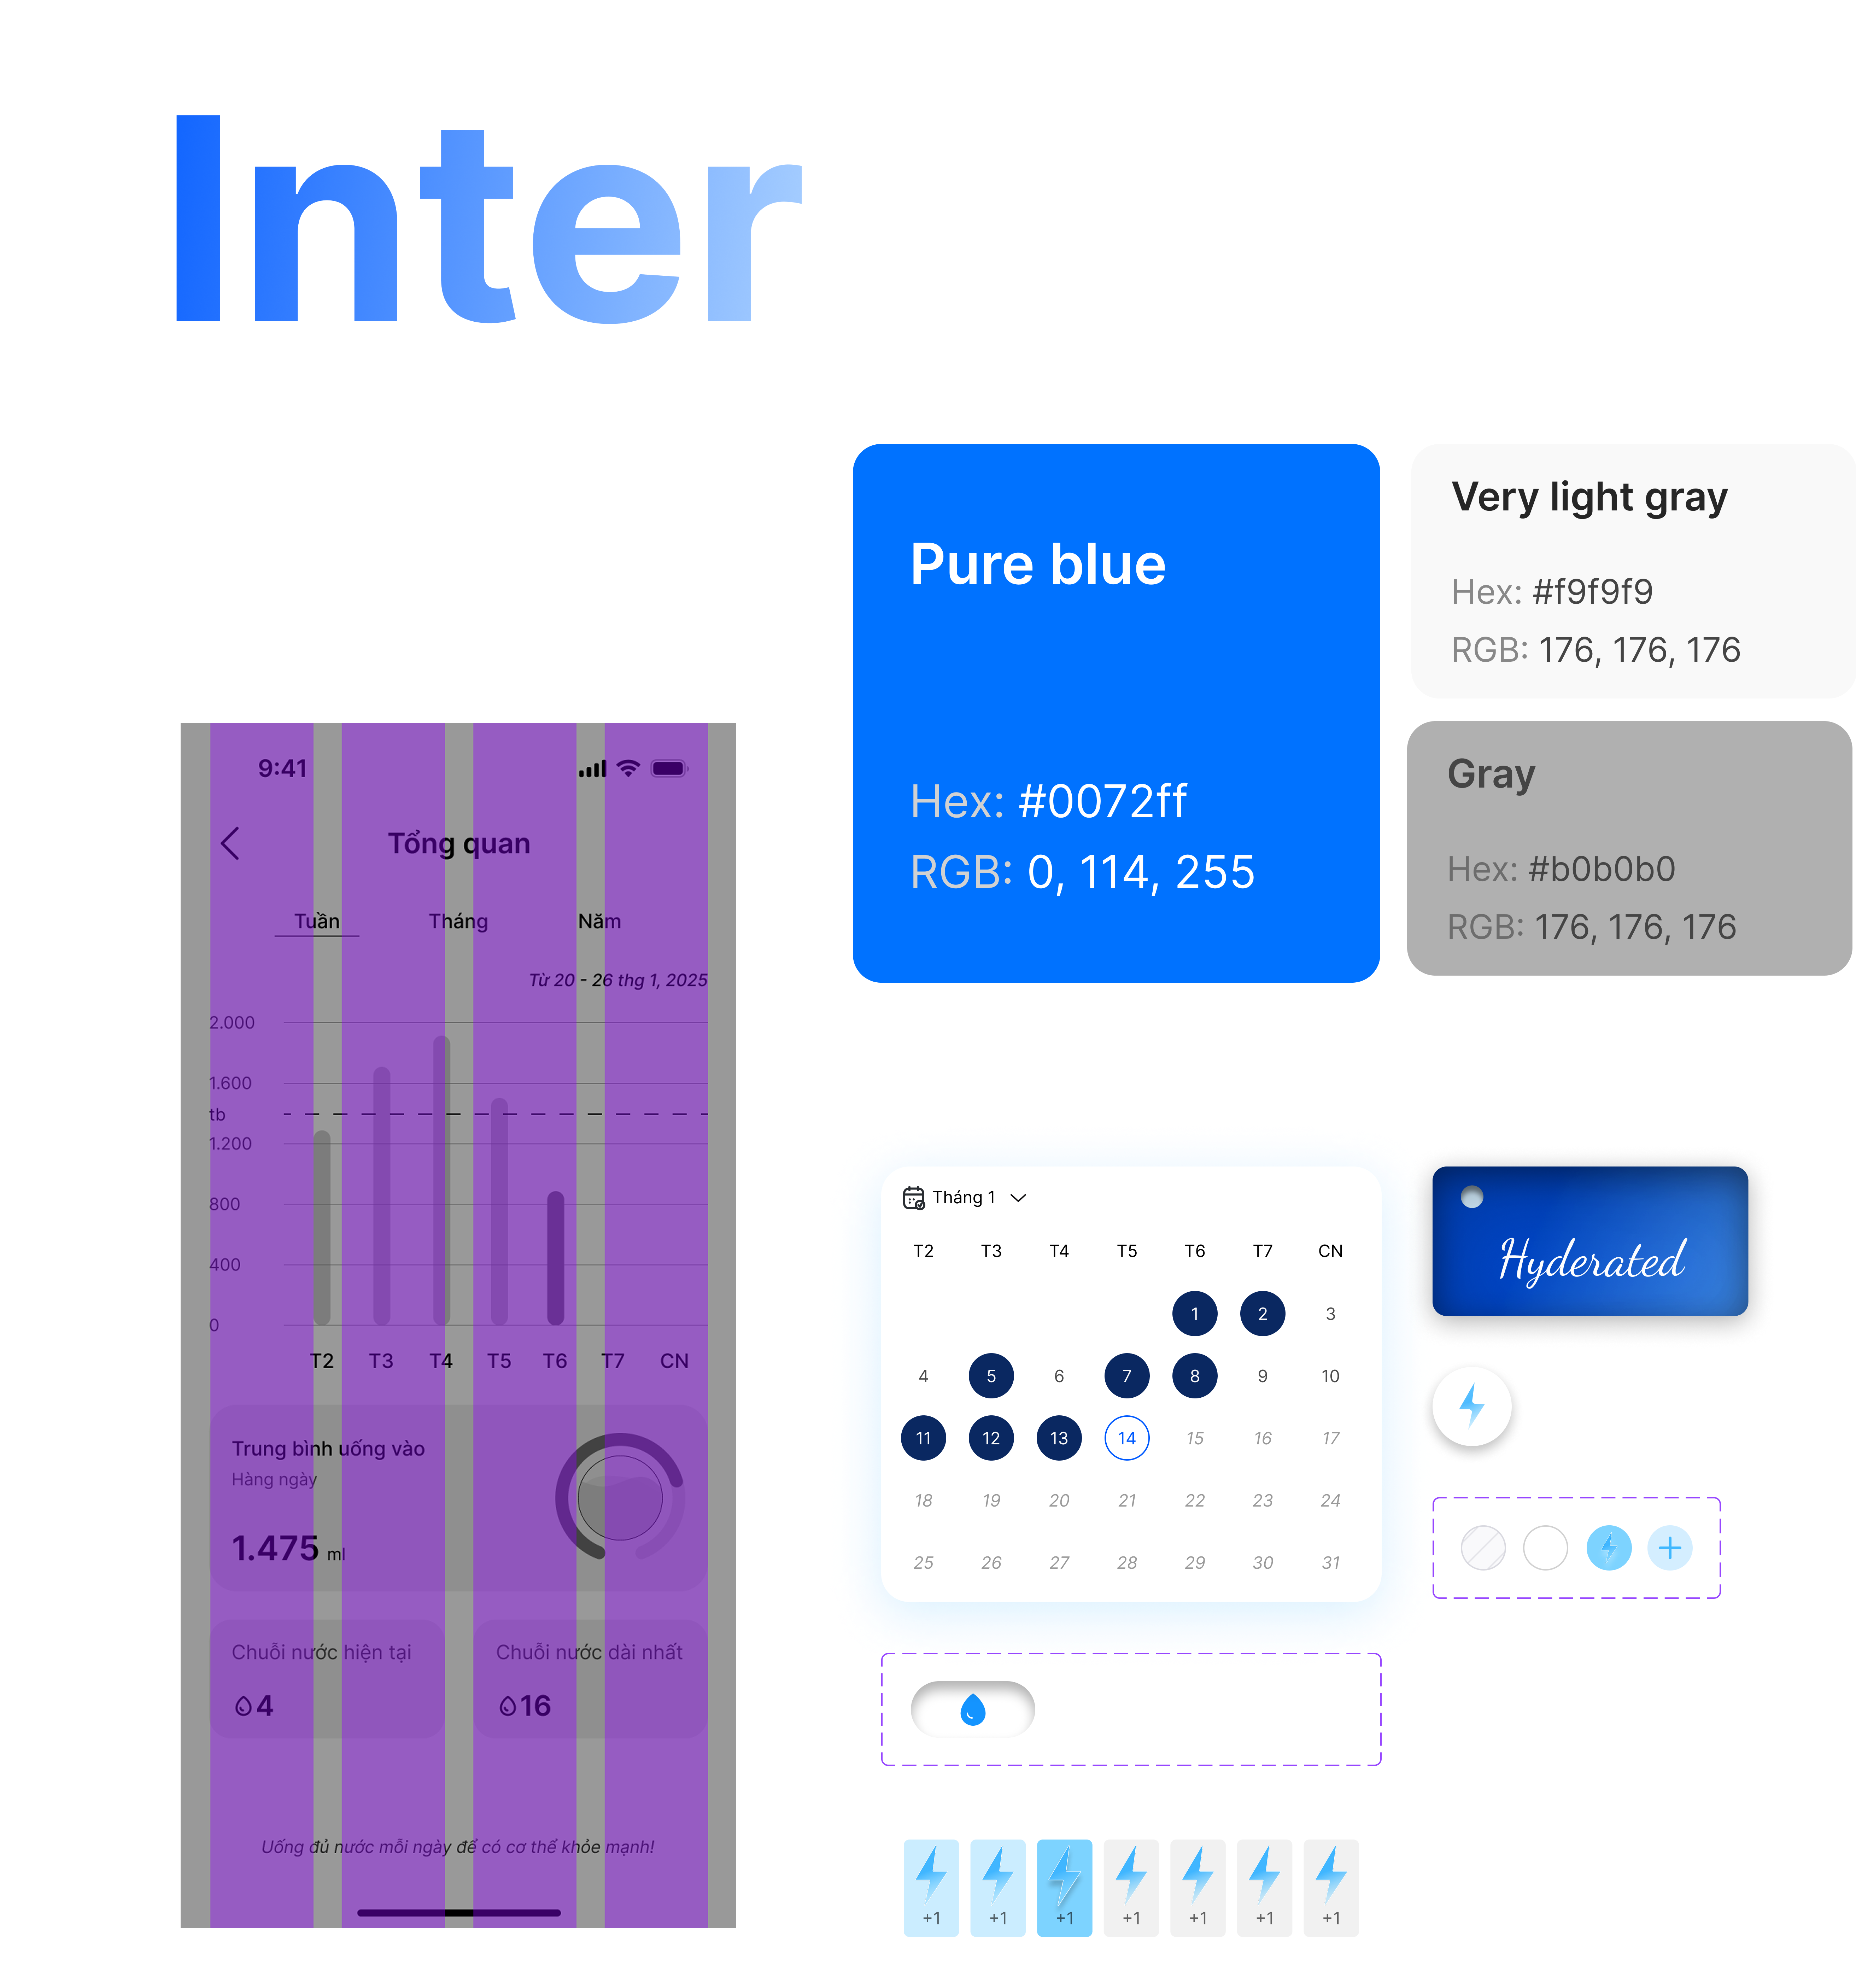 Inter
Pure blue
Hex: #0072ff
RGB: 0, 114, 255
Very light gray
Hex: #f9f9f9
RGB: 176, 176, 176
Gray
Hex: #b0b0b0
RGB: 176, 176, 176
9:41
Tổng quan
Tuần Tháng Năm
Từ 20 - 26 thg 1, 2025
2.000
1.600
tb
1.200
800
400
0
T2 T3 T4 T5 T6 T7 CN
Trung bình uống vào
Hàng ngày
1.475 ml
Chuỗi nước hiện tại
4
Chuỗi nước dài nhất
16
Uống đủ nước mỗi ngày để có cơ thể khỏe mạnh!
Tháng 1
T2 T3 T4 T5 T6 T7 CN
1 2 3
4 5 6 7 8 9 10
11 12 13 14 15 16 17
18 19 20 21 22 23 24
25 26 27 28 29 30 31
Hyderated
+1 +1 +1 +1 +1 +1 +1